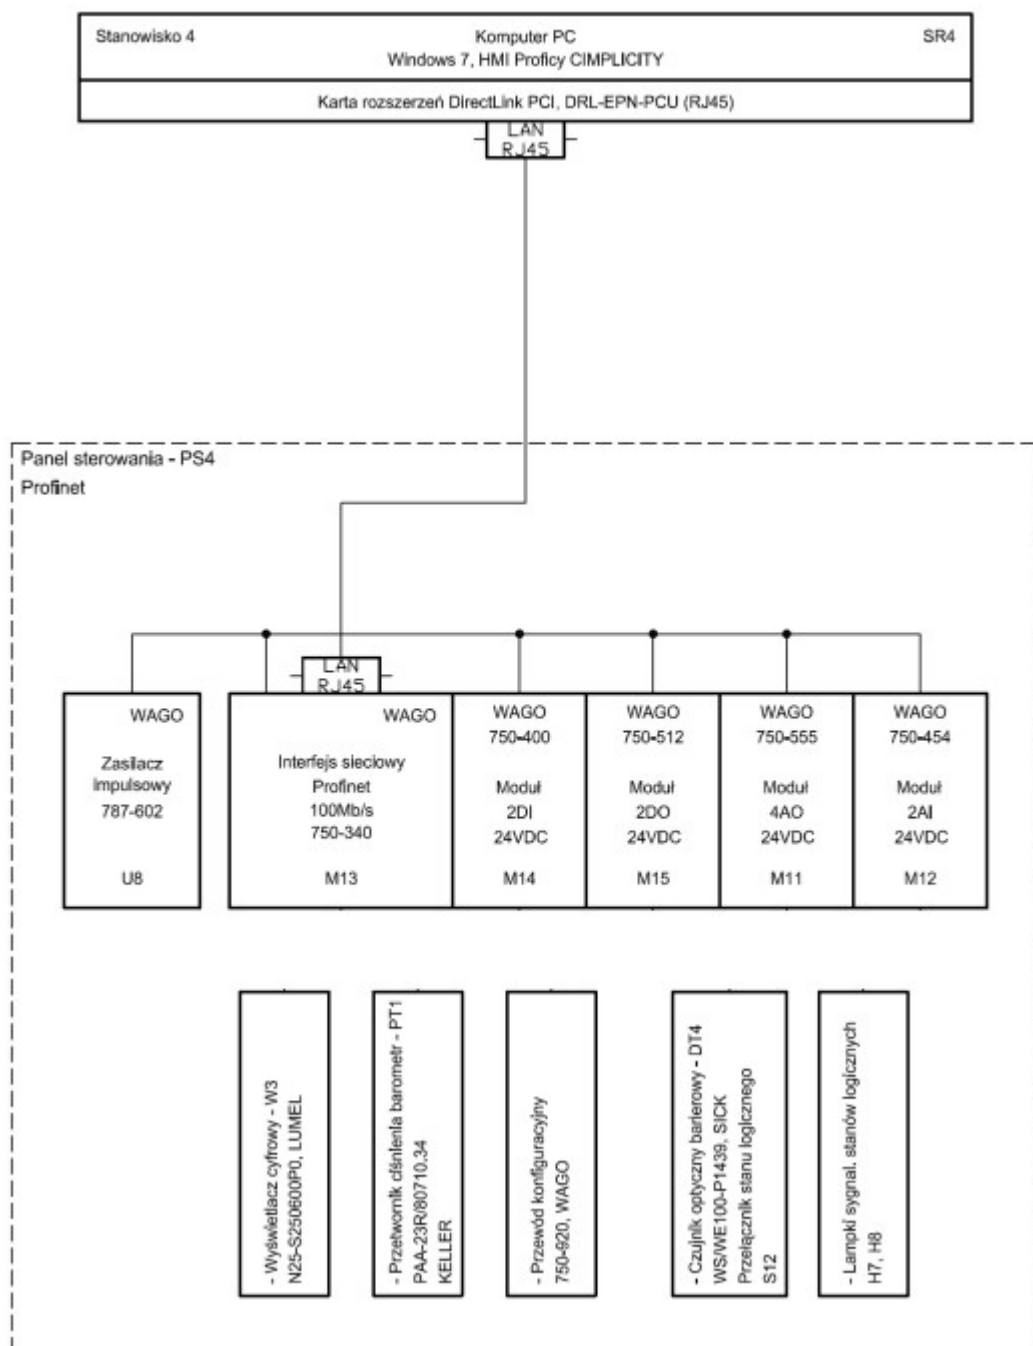 Stanowisko 4
Komputer PC
SR4
Windows 7, HMI Proficy CIMPLICITY
Karta rozszerzeń DirectLink PCI, DRL-EPN-PCU (RJ45)
LAN
RJ45
Panel sterowania - PS4
Profinet
LAN
RJ45
WAGO
Zasilacz
impulsowy
787-602
U8
WAGO
Interfejs sieciowy
Profinet
100Mb/s
750-340
M13
WAGO
750-400
Moduł
2DI
24VDC
M14
WAGO
750-512
Moduł
2DO
24VDC
M15
WAGO
750-555
Moduł
4AO
24VDC
M11
WAGO
750-454
Moduł
2AI
24VDC
M12
- Wyświetlacz cyfrowy - W3
N25-S250600P0, LUMEL
- Przetwornik ciśnienia barometr - PT1
PAA-23R/80710.34
KELLER
- Przewód konfiguracyjny
750-920, WAGO
- Czujnik optyczny barierowy - DT4
WS/WE100-P1439, SICK
Przełącznik stanu logicznego
S12
- Lampki sygnal. stanów logicznych
H7, H8